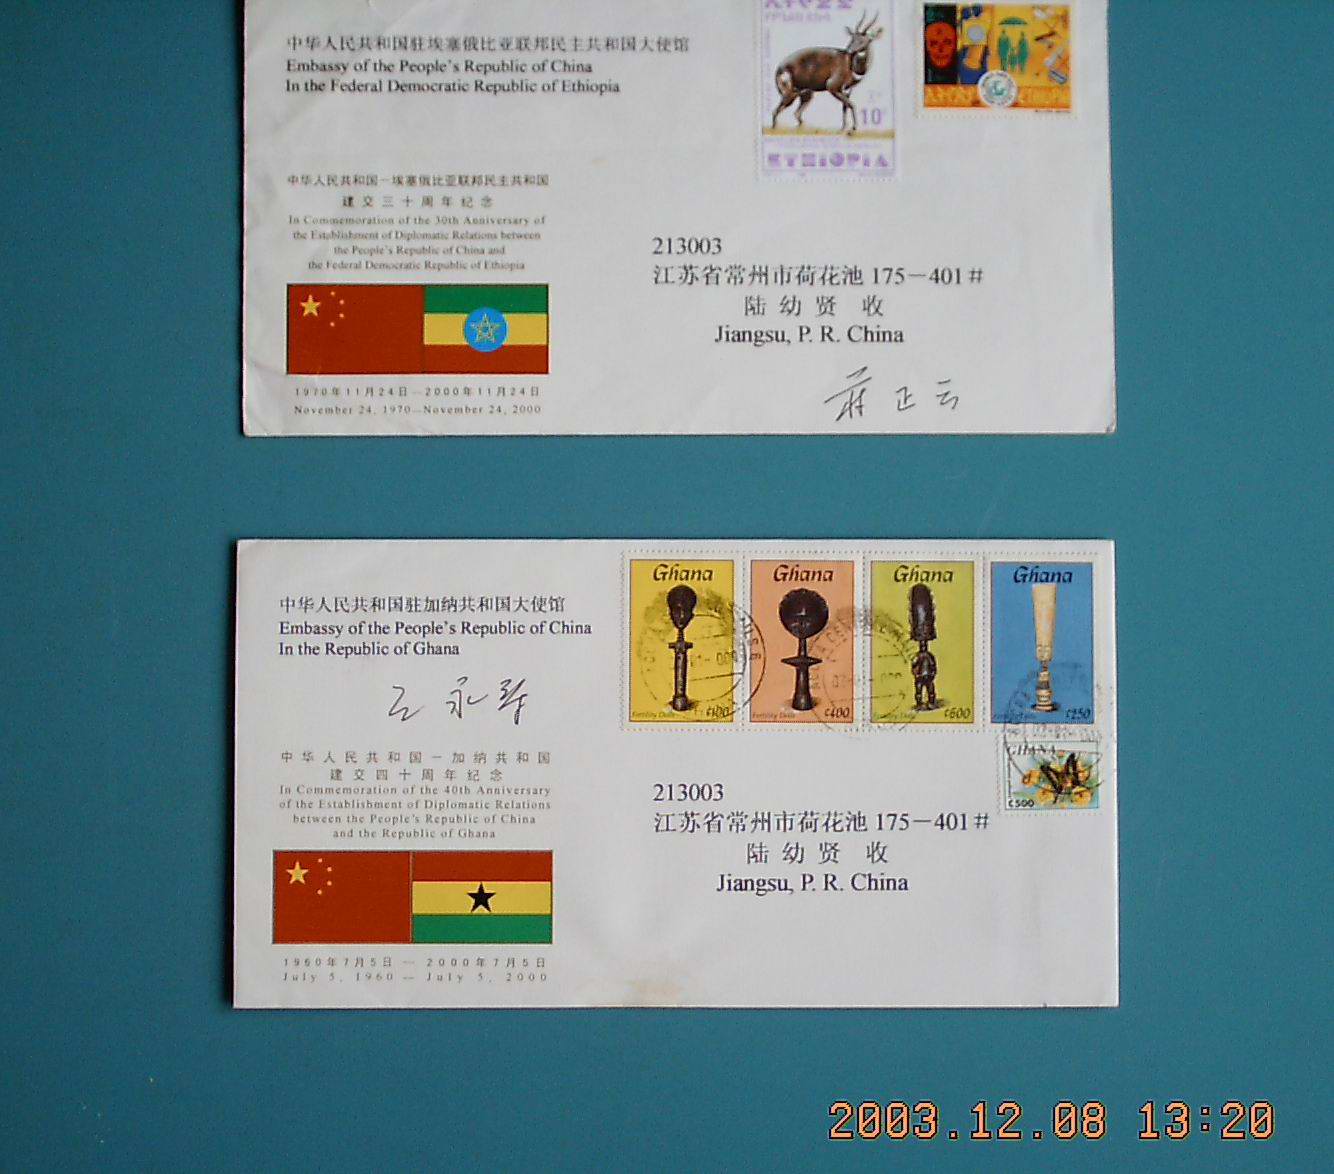 中华人民共和国驻埃塞俄比亚联邦民主共和国大使馆
Embassy of the People's Republic of China
In the Federal Democratic Republic of Ethiopia
10
ETHIOPIA
ETHIOPIA
中华人民共和国－埃塞俄比亚联邦民主共和国
建交三十周年纪念
In Commemoration of the 30th Anniversary of
the Establishment of Diplomatic Relations between
the People's Republic of China and
the Federal Democratic Republic of Ethiopia
1970年11月24日－2000年11月24日
November 24, 1970—November 24, 2000
213003
江苏省常州市荷花池 175－401＃
陆 幼 贤 收
Jiangsu, P. R. China
中华人民共和国驻加纳共和国大使馆
Embassy of the People's Republic of China
In the Republic of Ghana
Ghana
Fertility Dolls ¢100
Ghana
Fertility Dolls ¢400
Ghana
Fertility Dolls ¢600
Ghana
¢250
GHANA
¢500
中华人民共和国－加纳共和国
建交四十周年纪念
In Commemoration of the 40th Anniversary
of the Establishment of Diplomatic Relations
between the People's Republic of China
and the Republic of Ghana
1960年7月5日 — 2000年7月5日
July 5, 1960 — July 5, 2000
213003
江苏省常州市荷花池 175－401＃
陆 幼 贤 收
Jiangsu, P. R. China
2003.12.08 13:20